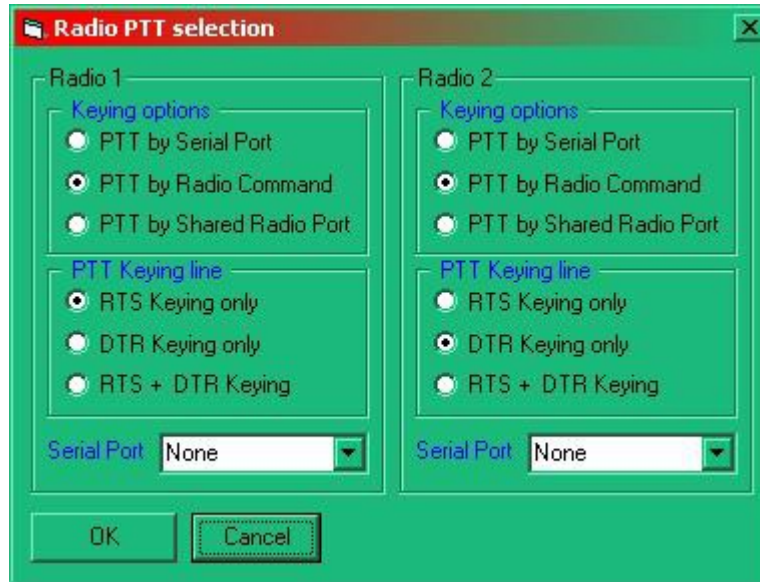 Radio PTT selection
Radio 1
Keying options
PTT by Serial Port
PTT by Radio Command
PTT by Shared Radio Port
PTT Keying line
RTS Keying only
DTR Keying only
RTS + DTR Keying
Serial Port None
Radio 2
Keying options
PTT by Serial Port
PTT by Radio Command
PTT by Shared Radio Port
PTT Keying line
RTS Keying only
DTR Keying only
RTS + DTR Keying
Serial Port None
OK Cancel